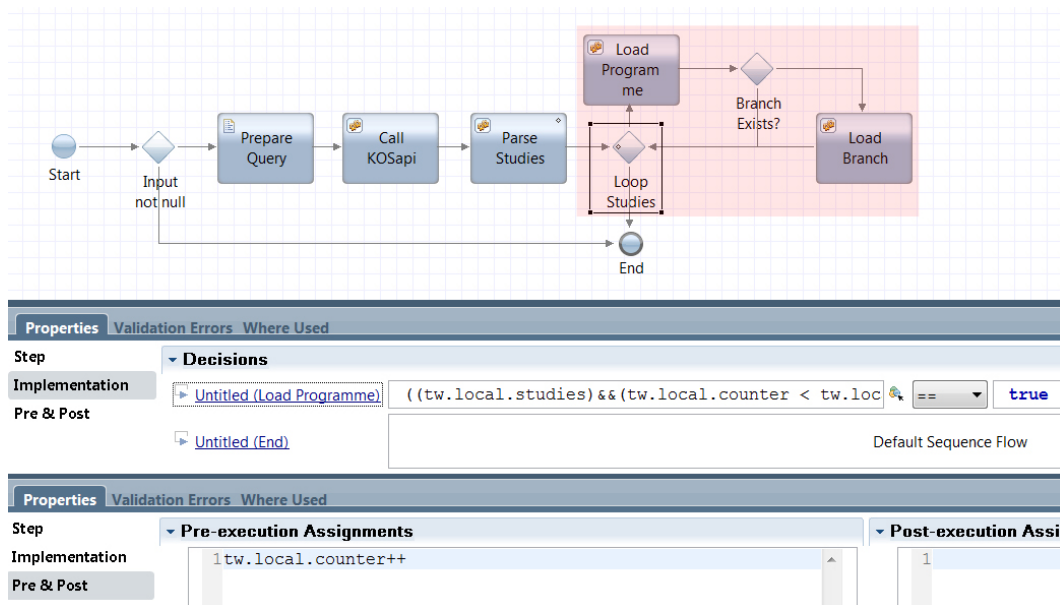 Load
Program
me
Branch
Exists?
Start
Input
not null
Prepare
Query
Call
KOSapi
Parse
Studies
Loop
Studies
Load
Branch
End
Properties Validation Errors Where Used
Step
Implementation
Pre & Post
Decisions
Untitled (Load Programme) ((tw.local.studies)&&(tw.local.counter < tw.loc == true
Untitled (End) Default Sequence Flow
Properties Validation Errors Where Used
Step
Implementation
Pre & Post
Pre-execution Assignments
1 tw.local.counter++
Post-execution Assi
1